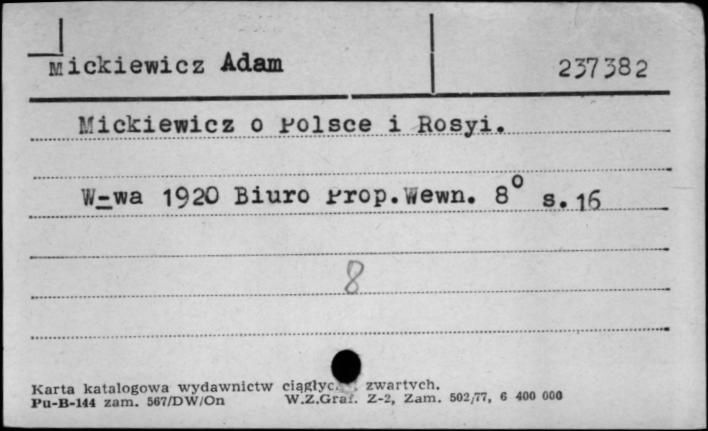 Mickiewicz Adam 237382
Mickiewicz o Polsce i Rosyi.
W-wa 1920 Biuro Prop.Wewn. 8° s.16
8
Karta katalogowa wydawnictw zwartych.
Pu-B-144 zam. 567/DW/On W.Z.Graf. Z-2, Zam. 502/77, 6 400 000